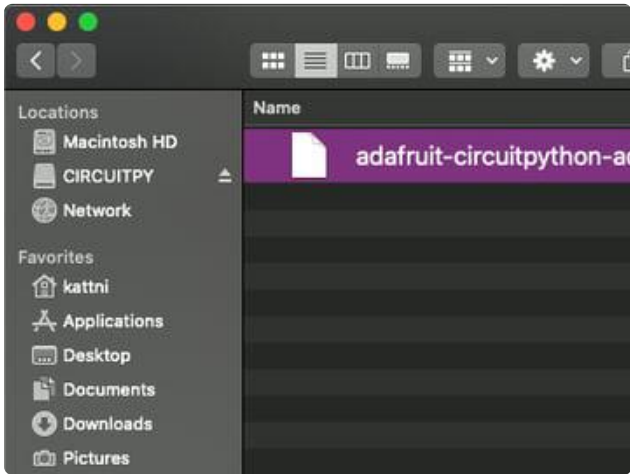 Name
adafruit-circuitpython-a
Locations
Macintosh HD
CIRCUITPY
Network
Favorites
kattni
Applications
Desktop
Documents
Downloads
Pictures